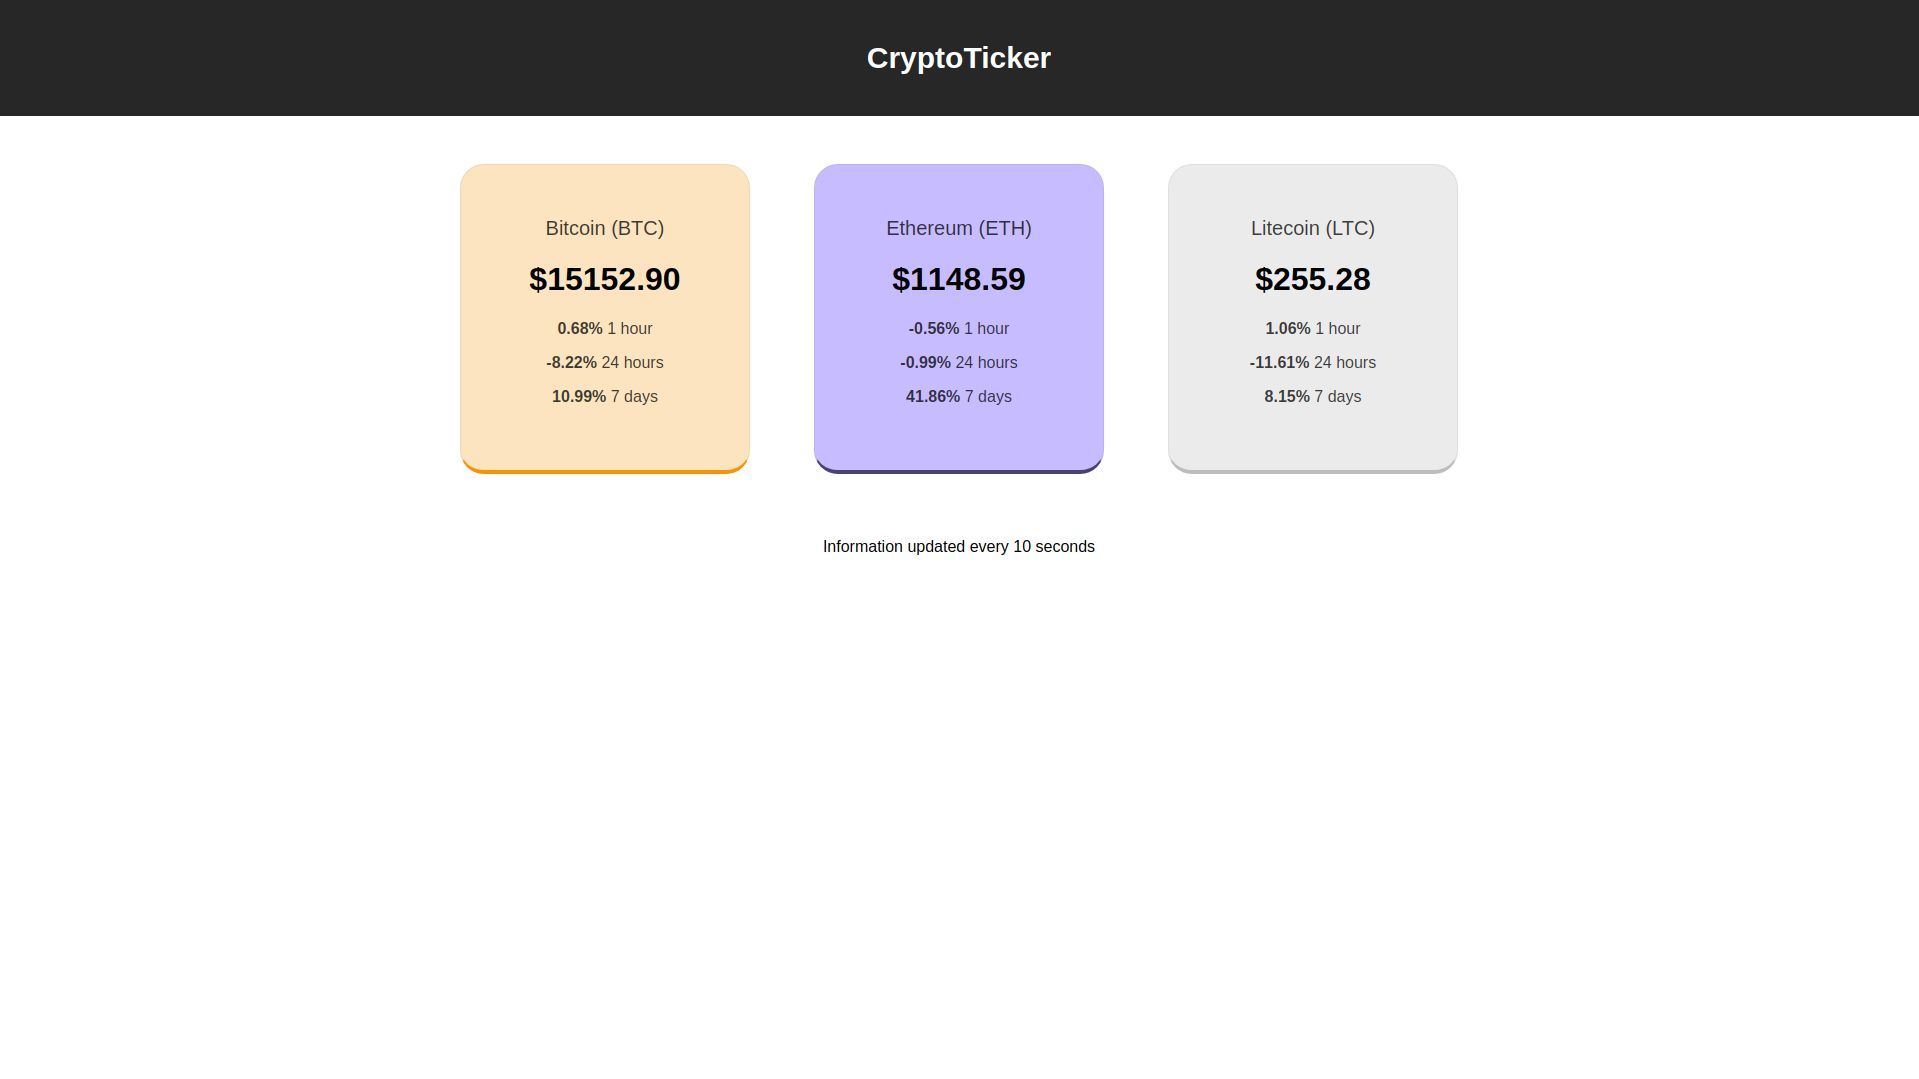 CryptoTicker
Bitcoin (BTC)
$15152.90
0.68% 1 hour
-8.22% 24 hours
10.99% 7 days
Ethereum (ETH)
$1148.59
-0.56% 1 hour
-0.99% 24 hours
41.86% 7 days
Litecoin (LTC)
$255.28
1.06% 1 hour
-11.61% 24 hours
8.15% 7 days
Information updated every 10 seconds